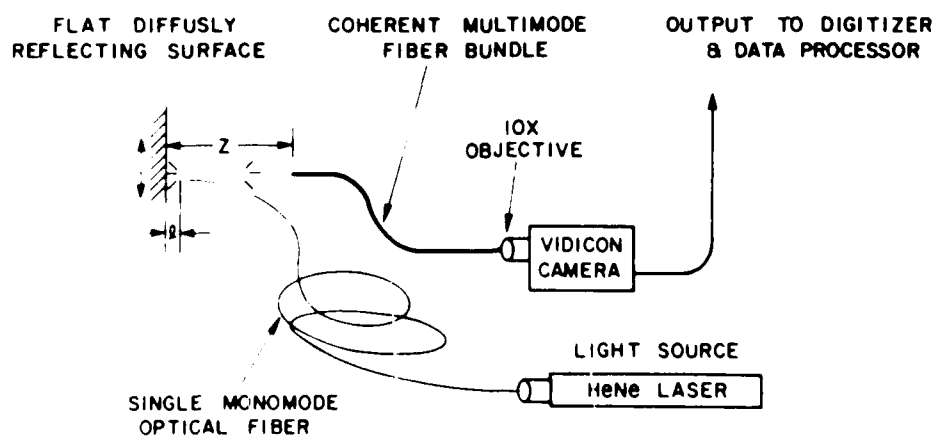 FLAT DIFFUSLY
REFLECTING SURFACE
COHERENT MULTIMODE
FIBER BUNDLE
OUTPUT TO DIGITIZER
& DATA PROCESSOR
Z
10X
OBJECTIVE
ℓ
VIDICON
CAMERA
LIGHT SOURCE
HeNe LASER
SINGLE MONOMODE
OPTICAL FIBER